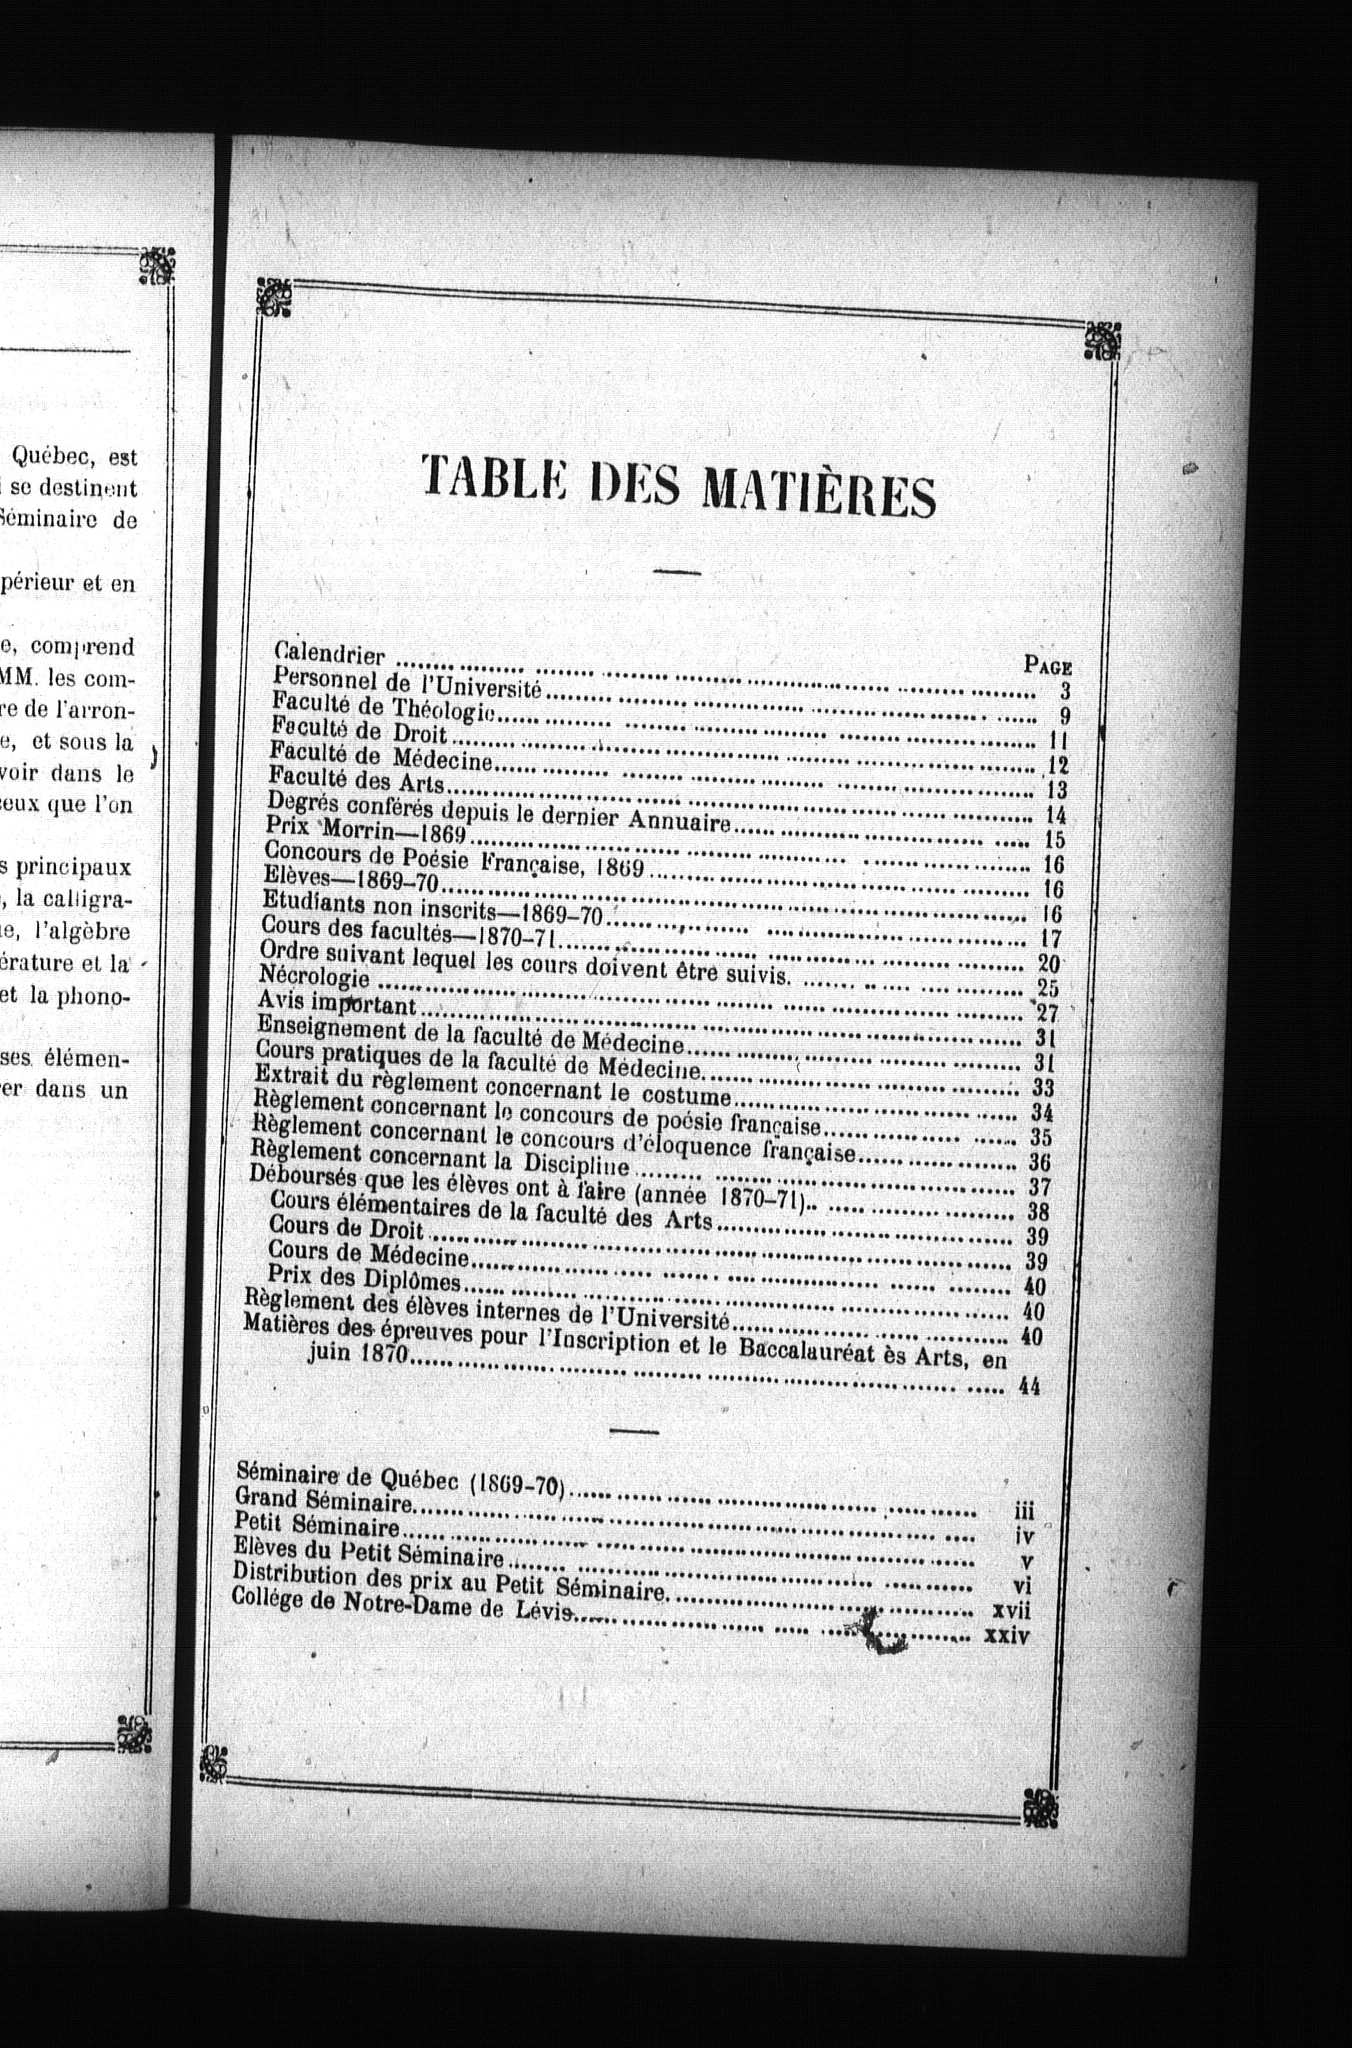 Québec, est
se destinent
Séminaire de
périeur et en
e, comprend
MM. les com-
re de l'arron-
e, et sous la
voir dans le
ceux que l'on
s principaux
, la calligra-
ue, l'algèbre
érature et la
et la phono-
ses élémen-
er dans un
TABLE DES MATIÈRES
PAGE
Calendrier ........ 3
Personnel de l'Université........ 9
Faculté de Théologie........ 11
Faculté de Droit........ 12
Faculté de Médecine........ 13
Faculté des Arts........ 14
Degrés conférés depuis le dernier Annuaire........ 15
Prix Morrin—1869........ 16
Concours de Poésie Française, 1869........ 16
Elèves—1869-70........ 16
Etudiants non inscrits—1869-70........ 17
Cours des facultés—1870-71........ 20
Ordre suivant lequel les cours doivent être suivis. ........ 25
Nécrologie ........ 27
Avis important........ 31
Enseignement de la faculté de Médecine........ 31
Cours pratiques de la faculté de Médecine........ 33
Extrait du règlement concernant le costume........ 34
Règlement concernant le concours de poésie française........ 35
Règlement concernant le concours d'éloquence française........ 36
Règlement concernant la Discipline ........ 37
Déboursés que les élèves ont à faire (année 1870-71)........ 38
Cours élémentaires de la faculté des Arts........ 39
Cours de Droit........ 39
Cours de Médecine........ 40
Prix des Diplômes........ 40
Règlement des élèves internes de l'Université........ 40
Matières des épreuves pour l'Inscription et le Baccalauréat ès Arts, en
juin 1870........ 44
Séminaire de Québec (1869-70)........ iii
Grand Séminaire........ iv
Petit Séminaire........ v
Elèves du Petit Séminaire........ vi
Distribution des prix au Petit Séminaire........ xvii
Collége de Notre-Dame de Lévis........ xxiv